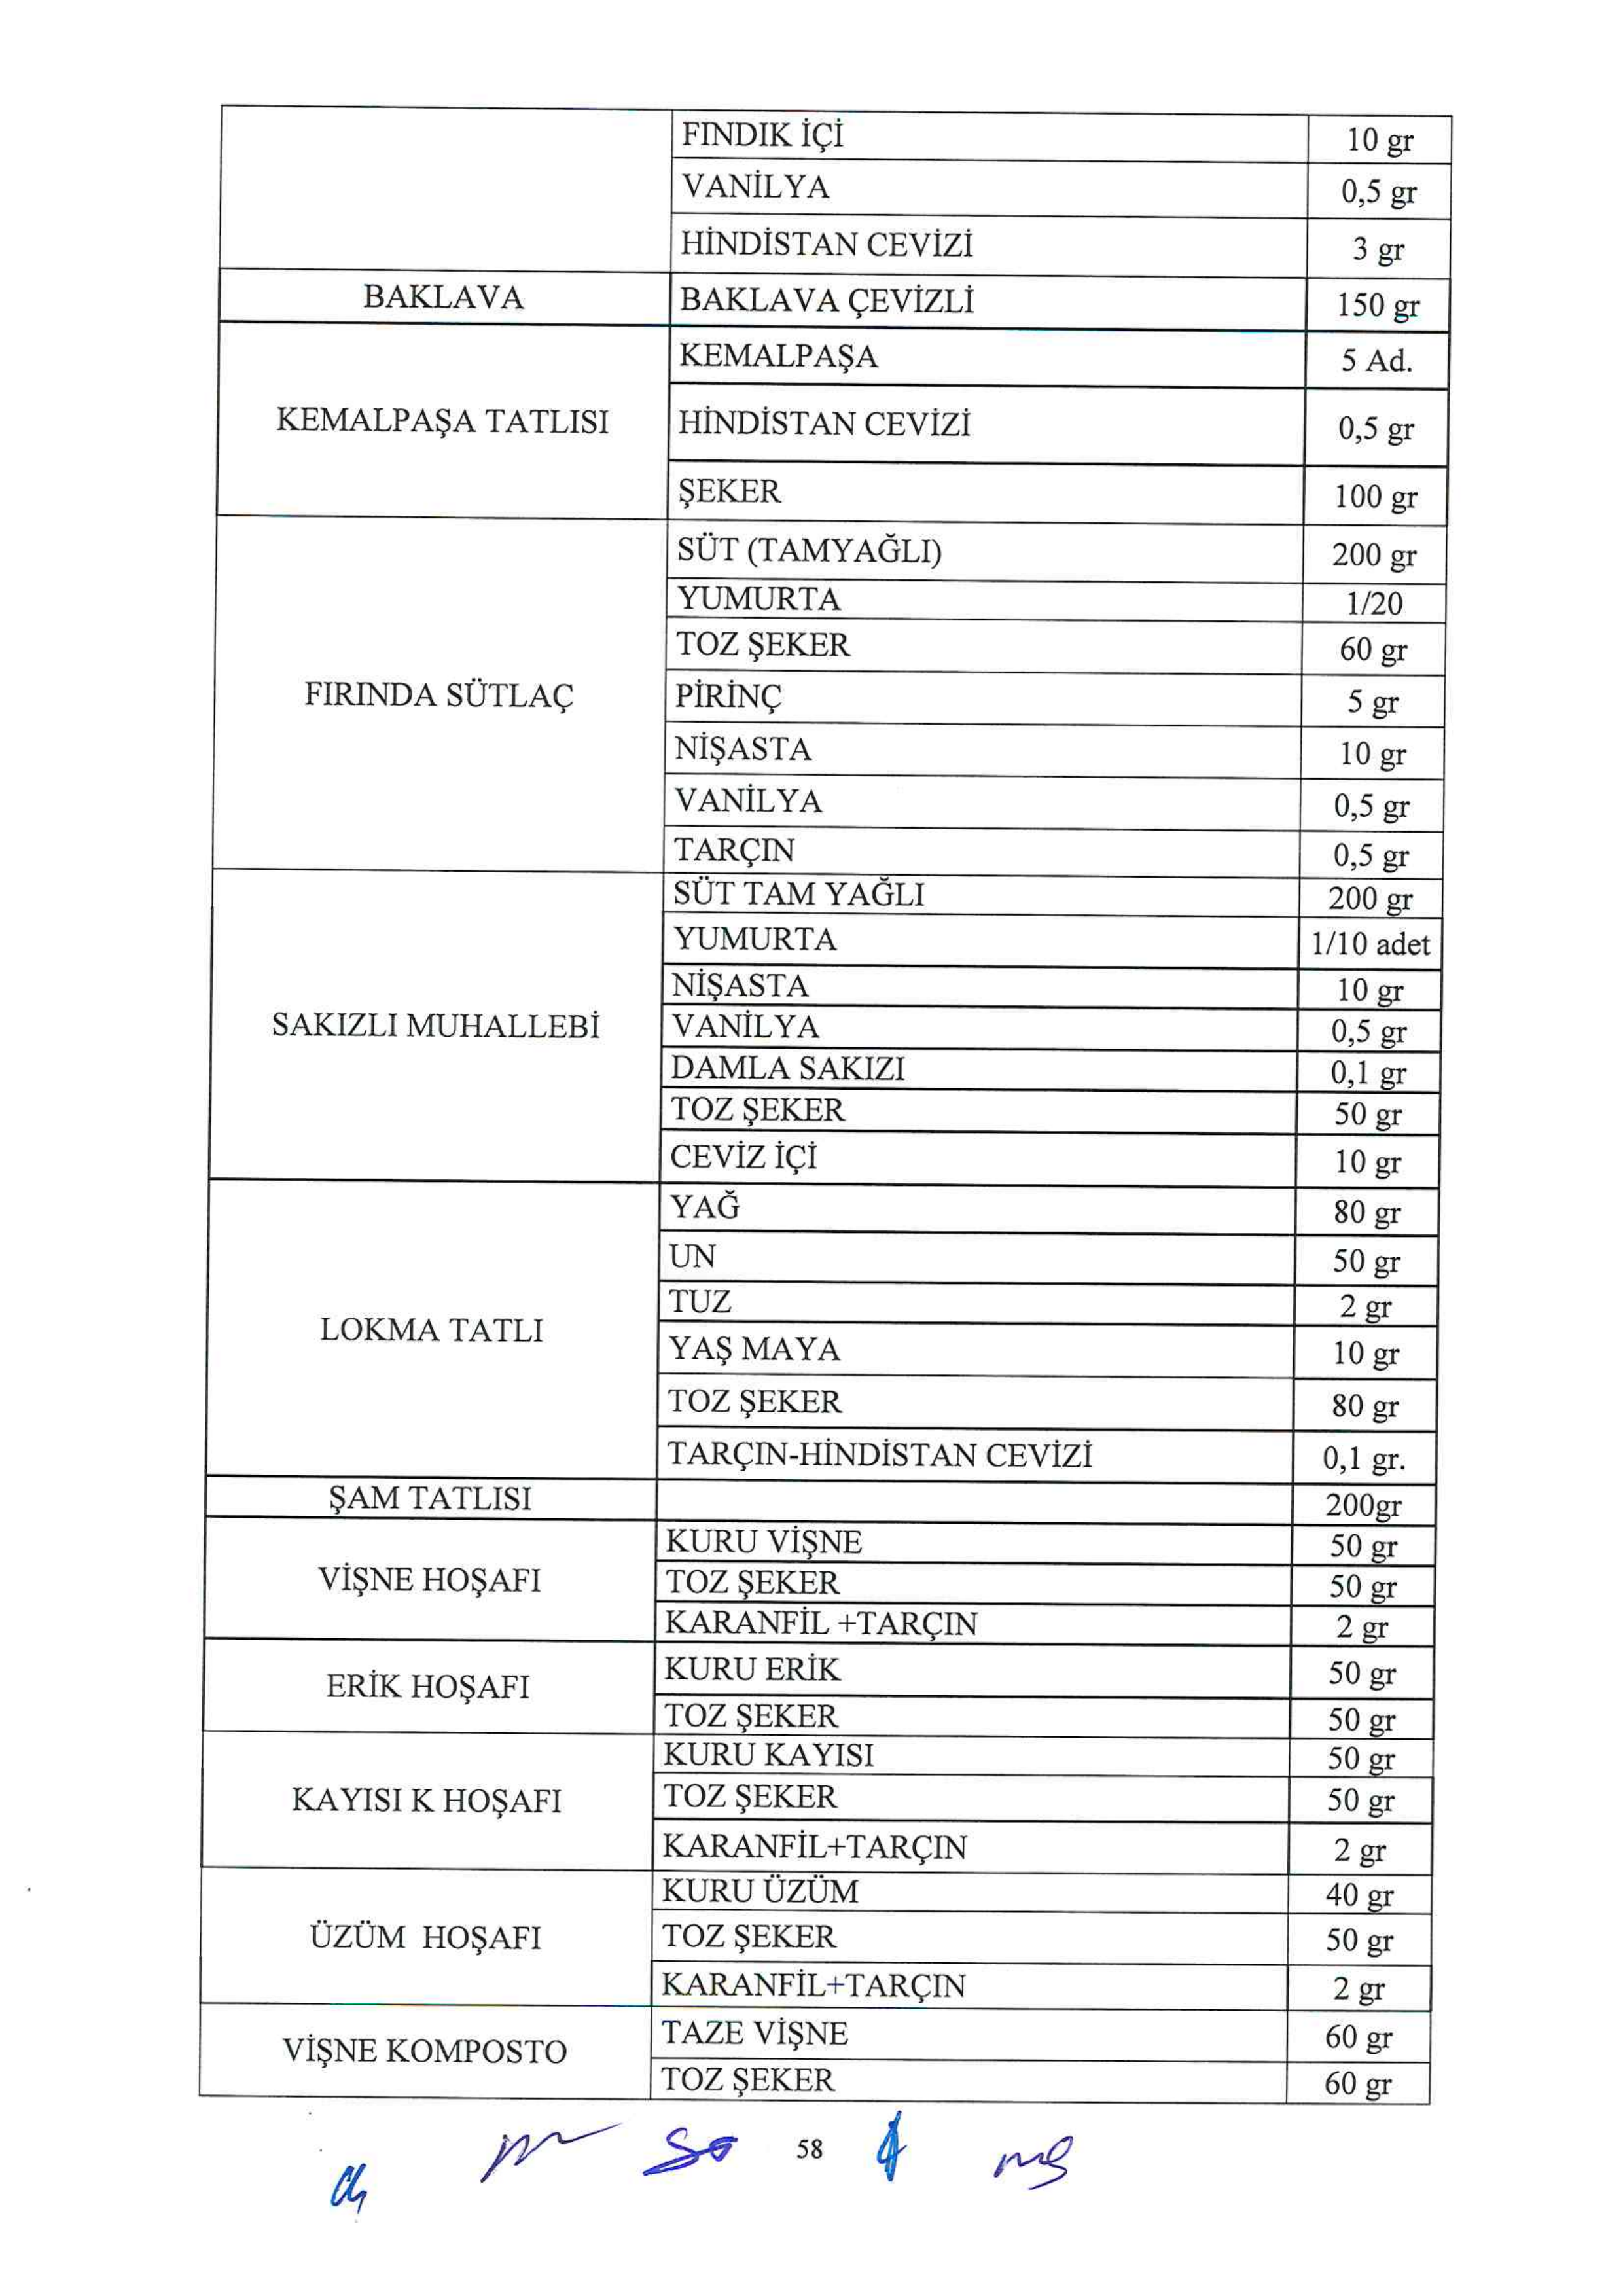 FINDIK İÇİ 10 gr
VANİLYA 0,5 gr
HİNDİSTAN CEVİZİ 3 gr
BAKLAVA BAKLAVA ÇEVİZLİ 150 gr
KEMALPAŞA 5 Ad.
KEMALPAŞA TATLISI HİNDİSTAN CEVİZİ 0,5 gr
ŞEKER 100 gr
SÜT (TAMYAĞLI) 200 gr
YUMURTA 1/20
TOZ ŞEKER 60 gr
FIRINDA SÜTLAÇ PİRİNÇ 5 gr
NİŞASTA 10 gr
VANİLYA 0,5 gr
TARÇIN 0,5 gr
SÜT TAM YAĞLI 200 gr
YUMURTA 1/10 adet
NİŞASTA 10 gr
SAKIZLI MUHALLEBİ VANİLYA 0,5 gr
DAMLA SAKIZI 0,1 gr
TOZ ŞEKER 50 gr
CEVİZ İÇİ 10 gr
YAĞ 80 gr
UN 50 gr
TUZ 2 gr
LOKMA TATLI YAŞ MAYA 10 gr
TOZ ŞEKER 80 gr
TARÇIN-HİNDİSTAN CEVİZİ 0,1 gr.
ŞAM TATLISI 200gr
KURU VİŞNE 50 gr
VİŞNE HOŞAFI TOZ ŞEKER 50 gr
KARANFİL +TARÇIN 2 gr
ERİK HOŞAFI KURU ERİK 50 gr
TOZ ŞEKER 50 gr
KURU KAYISI 50 gr
KAYISI K HOŞAFI TOZ ŞEKER 50 gr
KARANFİL+TARÇIN 2 gr
KURU ÜZÜM 40 gr
ÜZÜM HOŞAFI TOZ ŞEKER 50 gr
KARANFİL+TARÇIN 2 gr
VİŞNE KOMPOSTO TAZE VİŞNE 60 gr
TOZ ŞEKER 60 gr
58